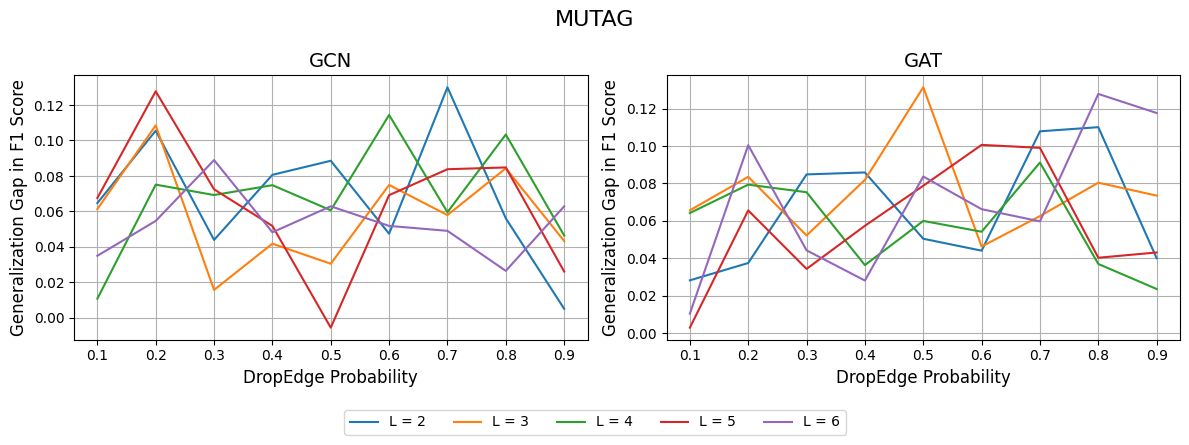 MUTAG
GCN
Generalization Gap in F1 Score
0.12
0.10
0.08
0.06
0.04
0.02
0.00
0.1 0.2 0.3 0.4 0.5 0.6 0.7 0.8 0.9
DropEdge Probability
GAT
Generalization Gap in F1 Score
0.12
0.10
0.08
0.06
0.04
0.02
0.00
0.1 0.2 0.3 0.4 0.5 0.6 0.7 0.8 0.9
DropEdge Probability
L = 2 L = 3 L = 4 L = 5 L = 6